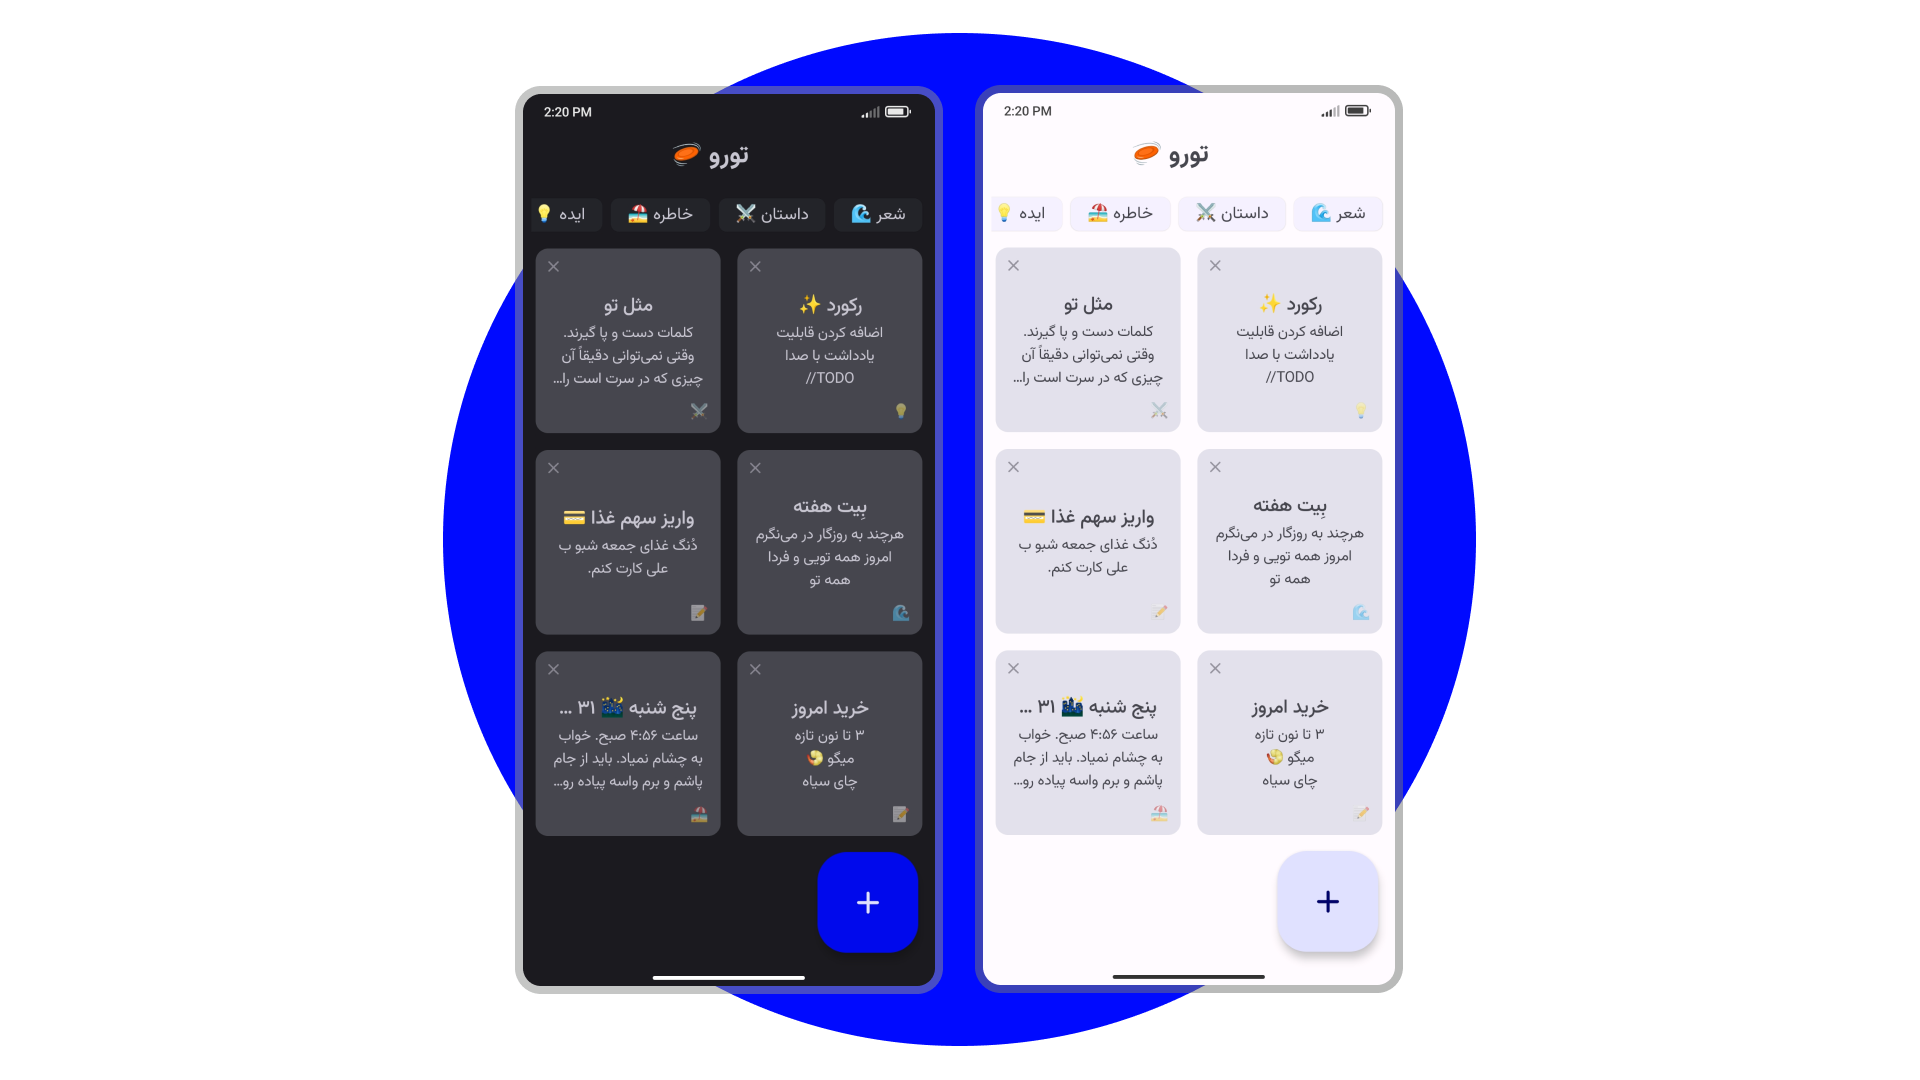 2:20 PM
تورو
شعر 🌊
داستان ⚔️
خاطره 🏖️
ایده 💡
رکورد ✨
اضافه کردن قابلیت
یادداشت با صدا
//TODO
مثل تو
کلمات دست و پا گیرند.
وقتی نمی‌توانی دقیقاً آن
چیزی که در سرت است را...
بِیت هفته
هرچند به روزگار در می‌نگرم
امروز همه تویی و فردا
همه تو
واریز سهم غذا 💳
دُنگ غذای جمعه شبو ب
علی کارت کنم.
خرید امروز
۳ تا نون تازه
میگو 🍤
چای سیاه
پنج شنبه 🌃 ۳۱ ...
ساعت ۴:۵۶ صبح. خواب
به چشام نمیاد. باید از جام
پاشم و برم واسه پیاده رو...
2:20 PM
تورو
شعر 🌊
داستان ⚔️
خاطره 🏖️
ایده 💡
رکورد ✨
اضافه کردن قابلیت
یادداشت با صدا
//TODO
مثل تو
کلمات دست و پا گیرند.
وقتی نمی‌توانی دقیقاً آن
چیزی که در سرت است را...
بِیت هفته
هرچند به روزگار در می‌نگرم
امروز همه تویی و فردا
همه تو
واریز سهم غذا 💳
دُنگ غذای جمعه شبو ب
علی کارت کنم.
خرید امروز
۳ تا نون تازه
میگو 🍤
چای سیاه
پنج شنبه 🌃 ۳۱ ...
ساعت ۴:۵۶ صبح. خواب
به چشام نمیاد. باید از جام
پاشم و برم واسه پیاده رو...